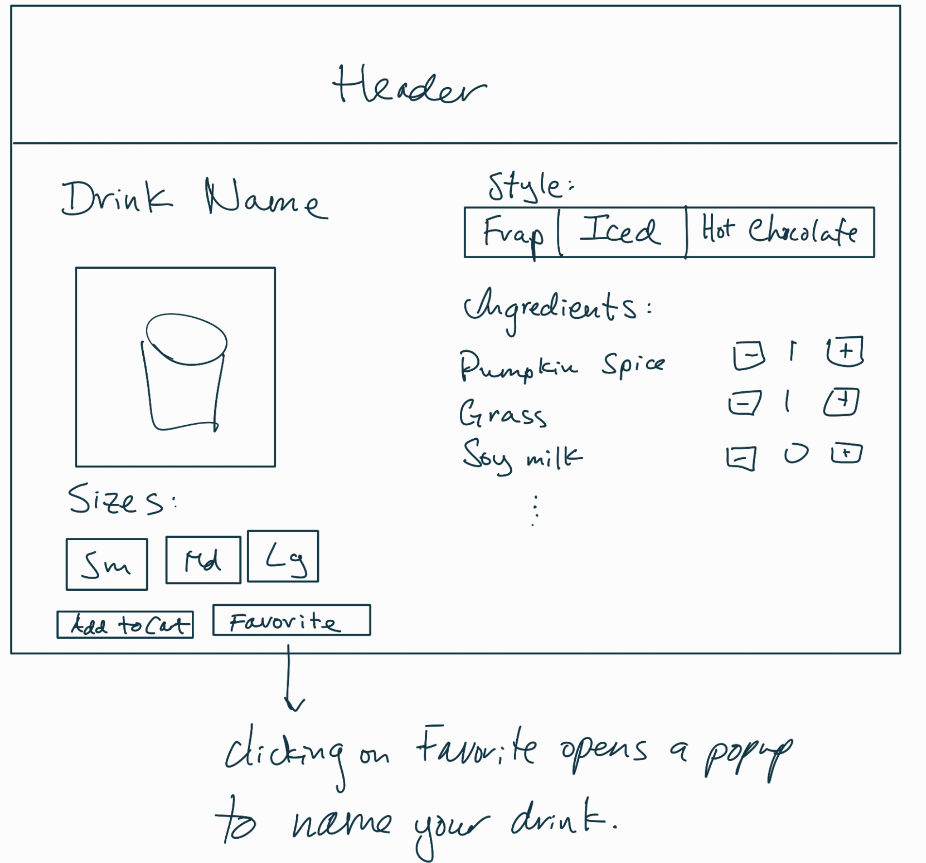 Header
Drink Name
Style:
Frap Iced Hot Chocolate
Ingredients:
Pumpkin Spice - 1 +
Grass - 1 +
Soy milk - 0 +
⋮
Sizes:
Sm Md Lg
Add to Cart Favorite
clicking on Favorite opens a popup
to name your drink.